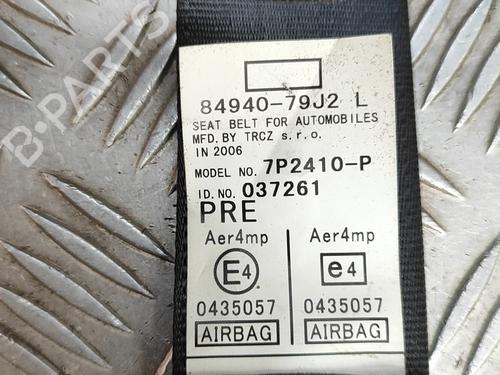 84940-79J2 L
SEAT BELT FOR AUTOMOBILES
MFD. BY TRCZ s.r.o.
IN 2006
MODEL NO. 7P2410-P
ID. NO. 037261
PRE
Aer4mp Aer4mp
E4 e4
0435057 0435057
AIRBAG AIRBAG
B-PARTS